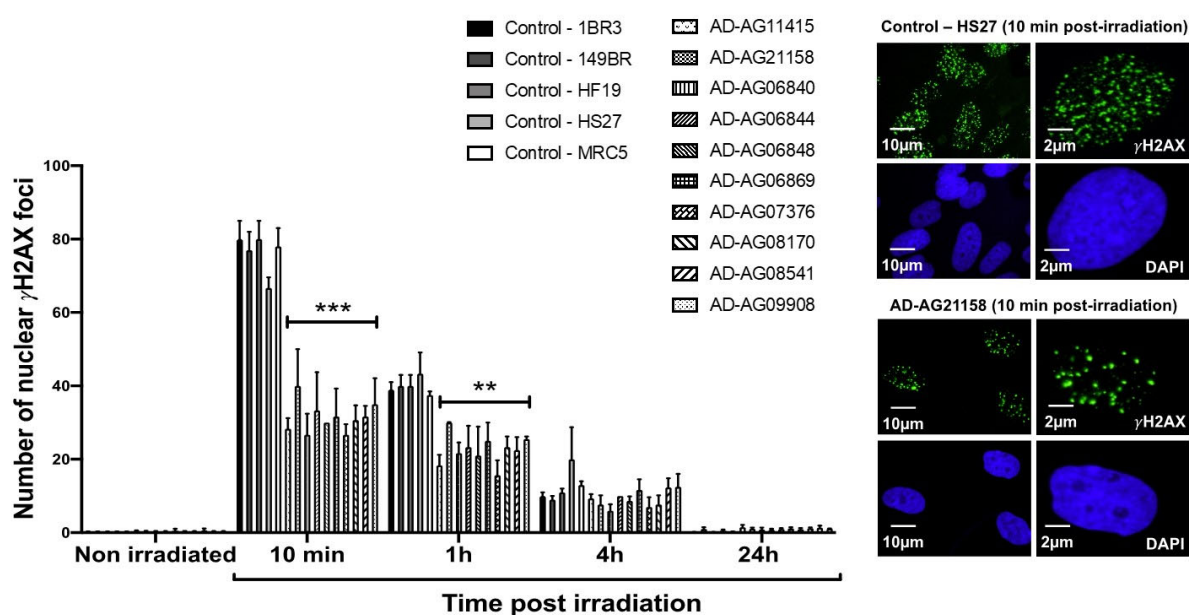 Control - 1BR3
Control - 149BR
Control - HF19
Control - HS27
Control - MRC5
AD-AG11415
AD-AG21158
AD-AG06840
AD-AG06844
AD-AG06848
AD-AG06869
AD-AG07376
AD-AG08170
AD-AG08541
AD-AG09908
Number of nuclear γH2AX foci
100
80
60
40
20
0
***
**
Non irradiated
10 min
1h
4h
24h
Time post irradiation
Control – HS27 (10 min post-irradiation)
10μm
2μm
γH2AX
10μm
2μm
DAPI
AD-AG21158 (10 min post-irradiation)
10μm
2μm
γH2AX
10μm
2μm
DAPI